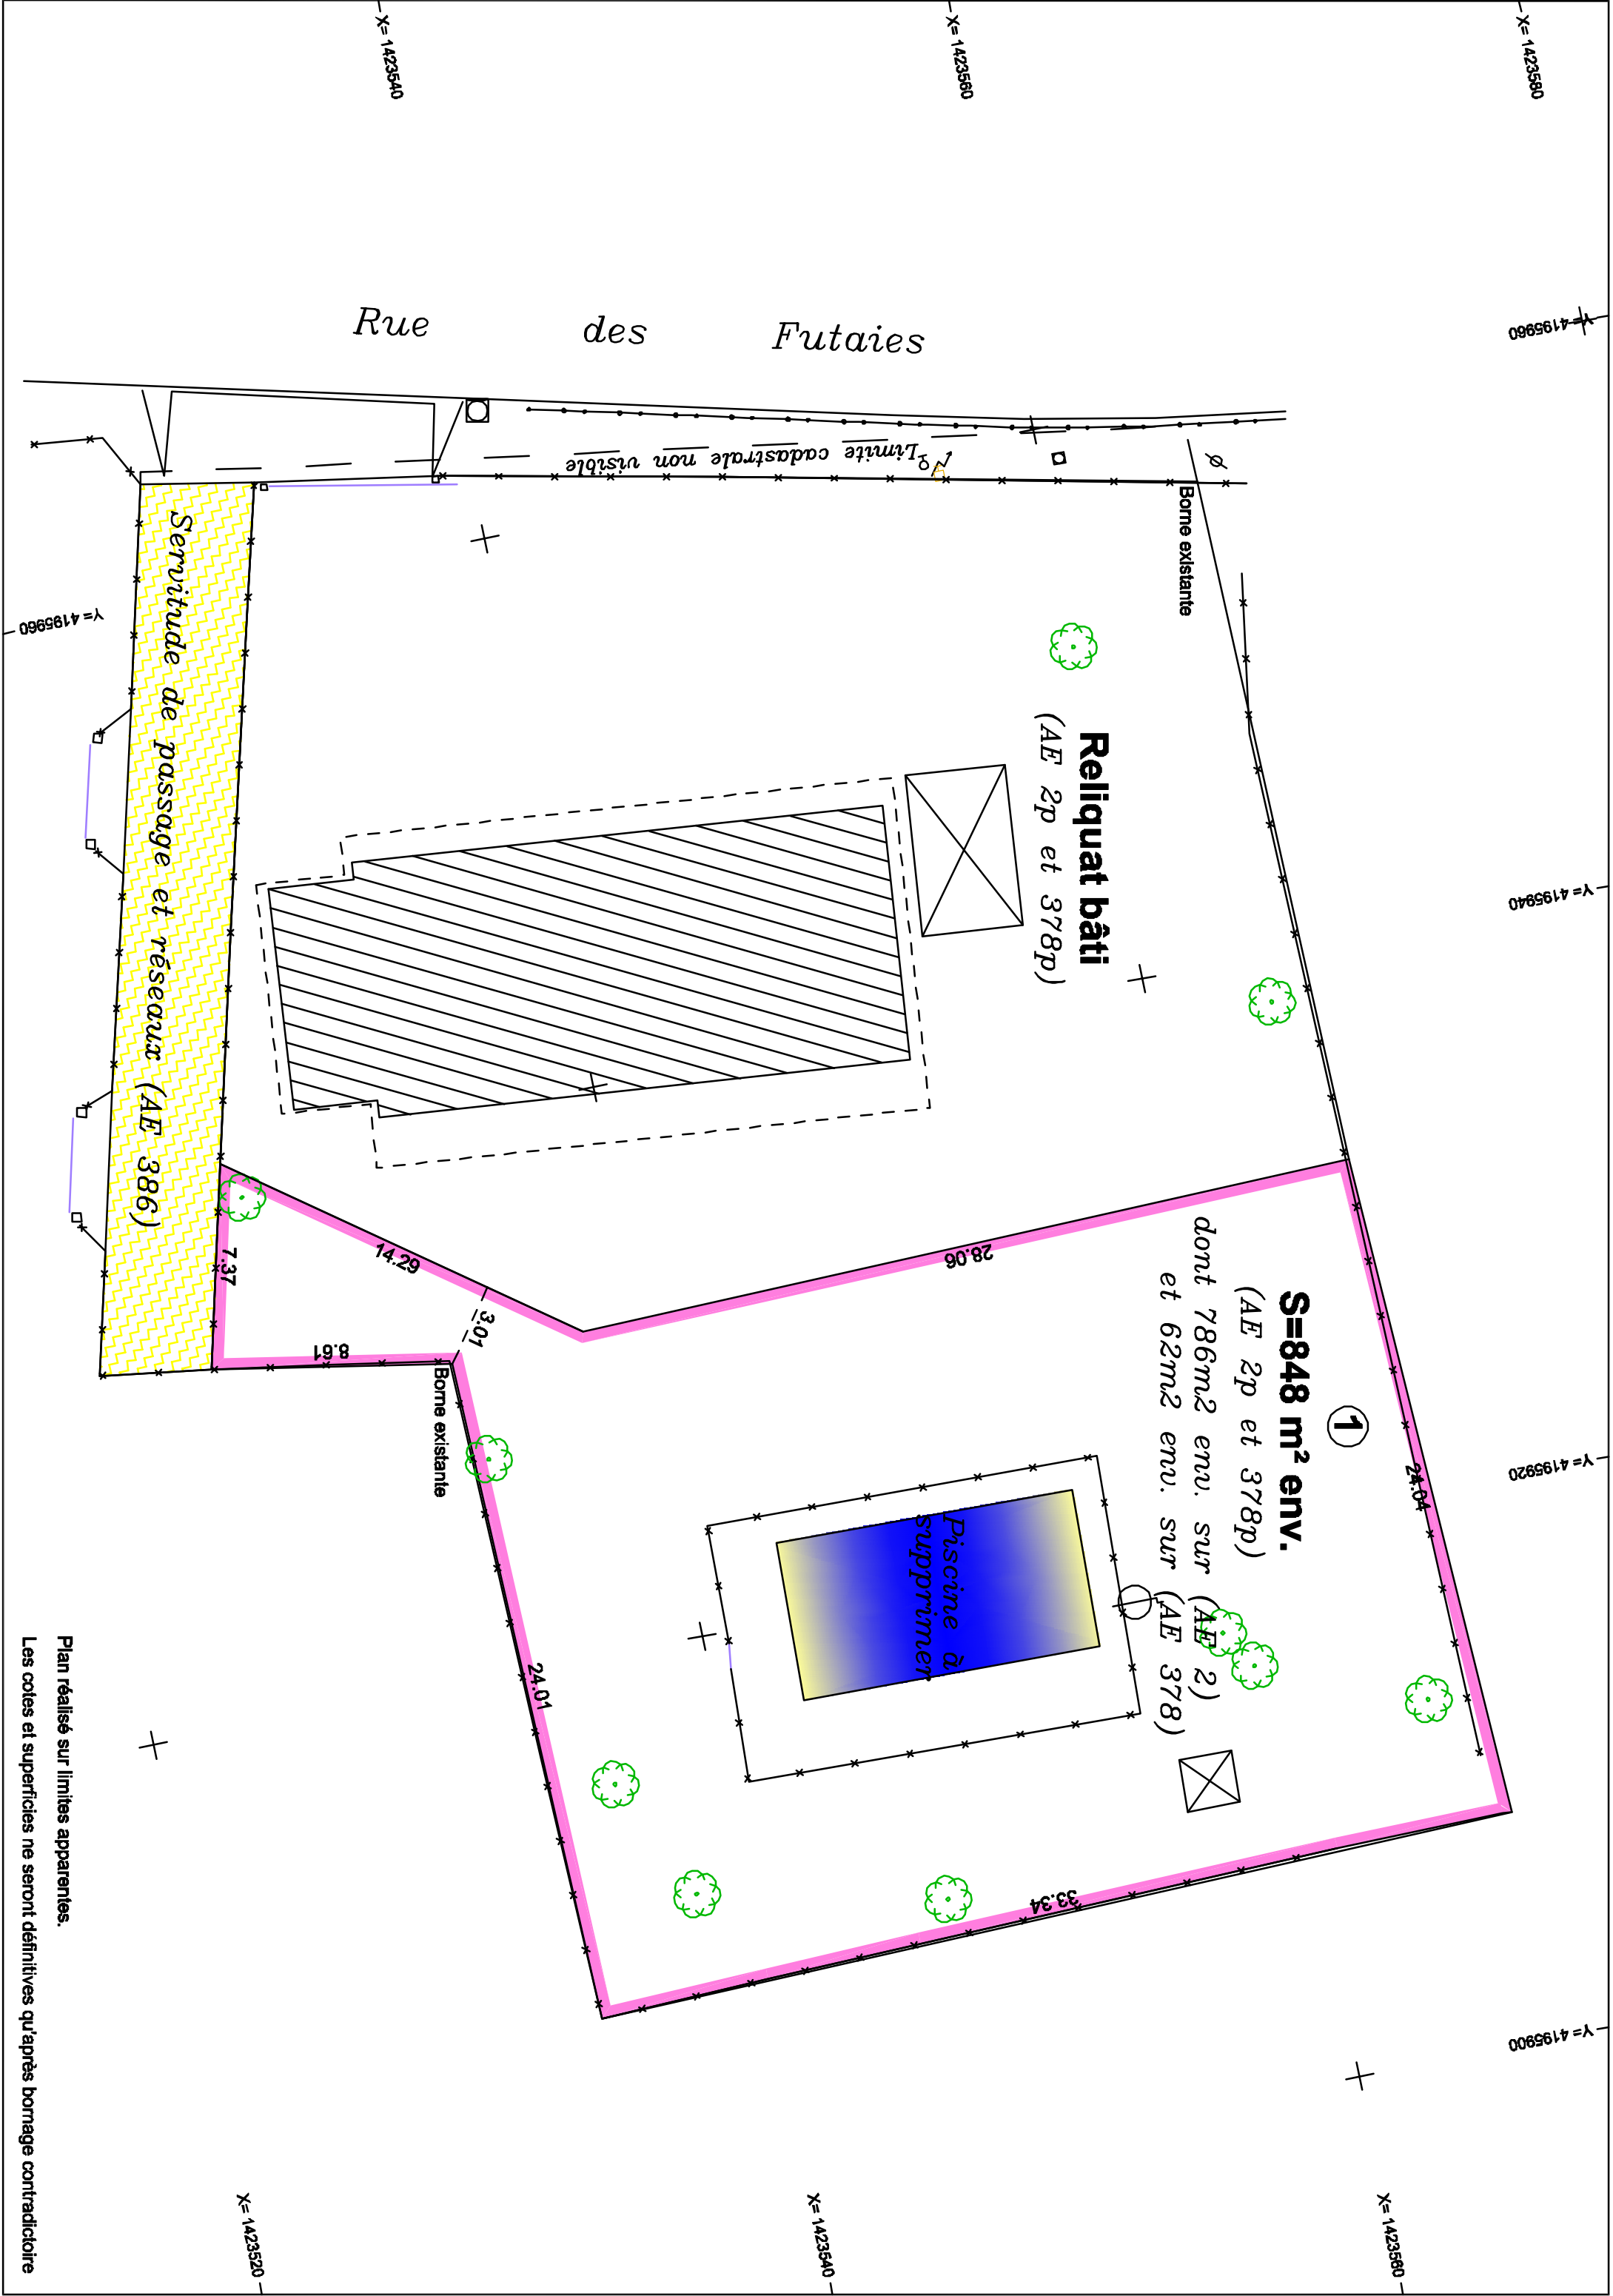 X= 1423540
X= 1423560
X= 1423580
Y= 4195960
Rue des Futaies
Limite cadastrale non visible
Borne existante
Servitude de passage et réseaux (AE 386)
Y= 4195960
Reliquat bâti
(AE 2p et 378p)
Y= 4195940
7.37
14.29
28.06
3.01
8.61
Borne existante
1
S=848 m² env.
(AE 2p et 378p)
dont 786m2 env. sur (AE 2)
et 62m2 env. sur (AE 378)
24.04
Y= 4195920
Piscine à
supprimer
24.01
33.34
Y= 4195900
Plan réalisé sur limites apparentes.
Les cotes et superficies ne seront définitives qu'après bornage contradictoire
X= 1423520
X= 1423540
X= 1423560